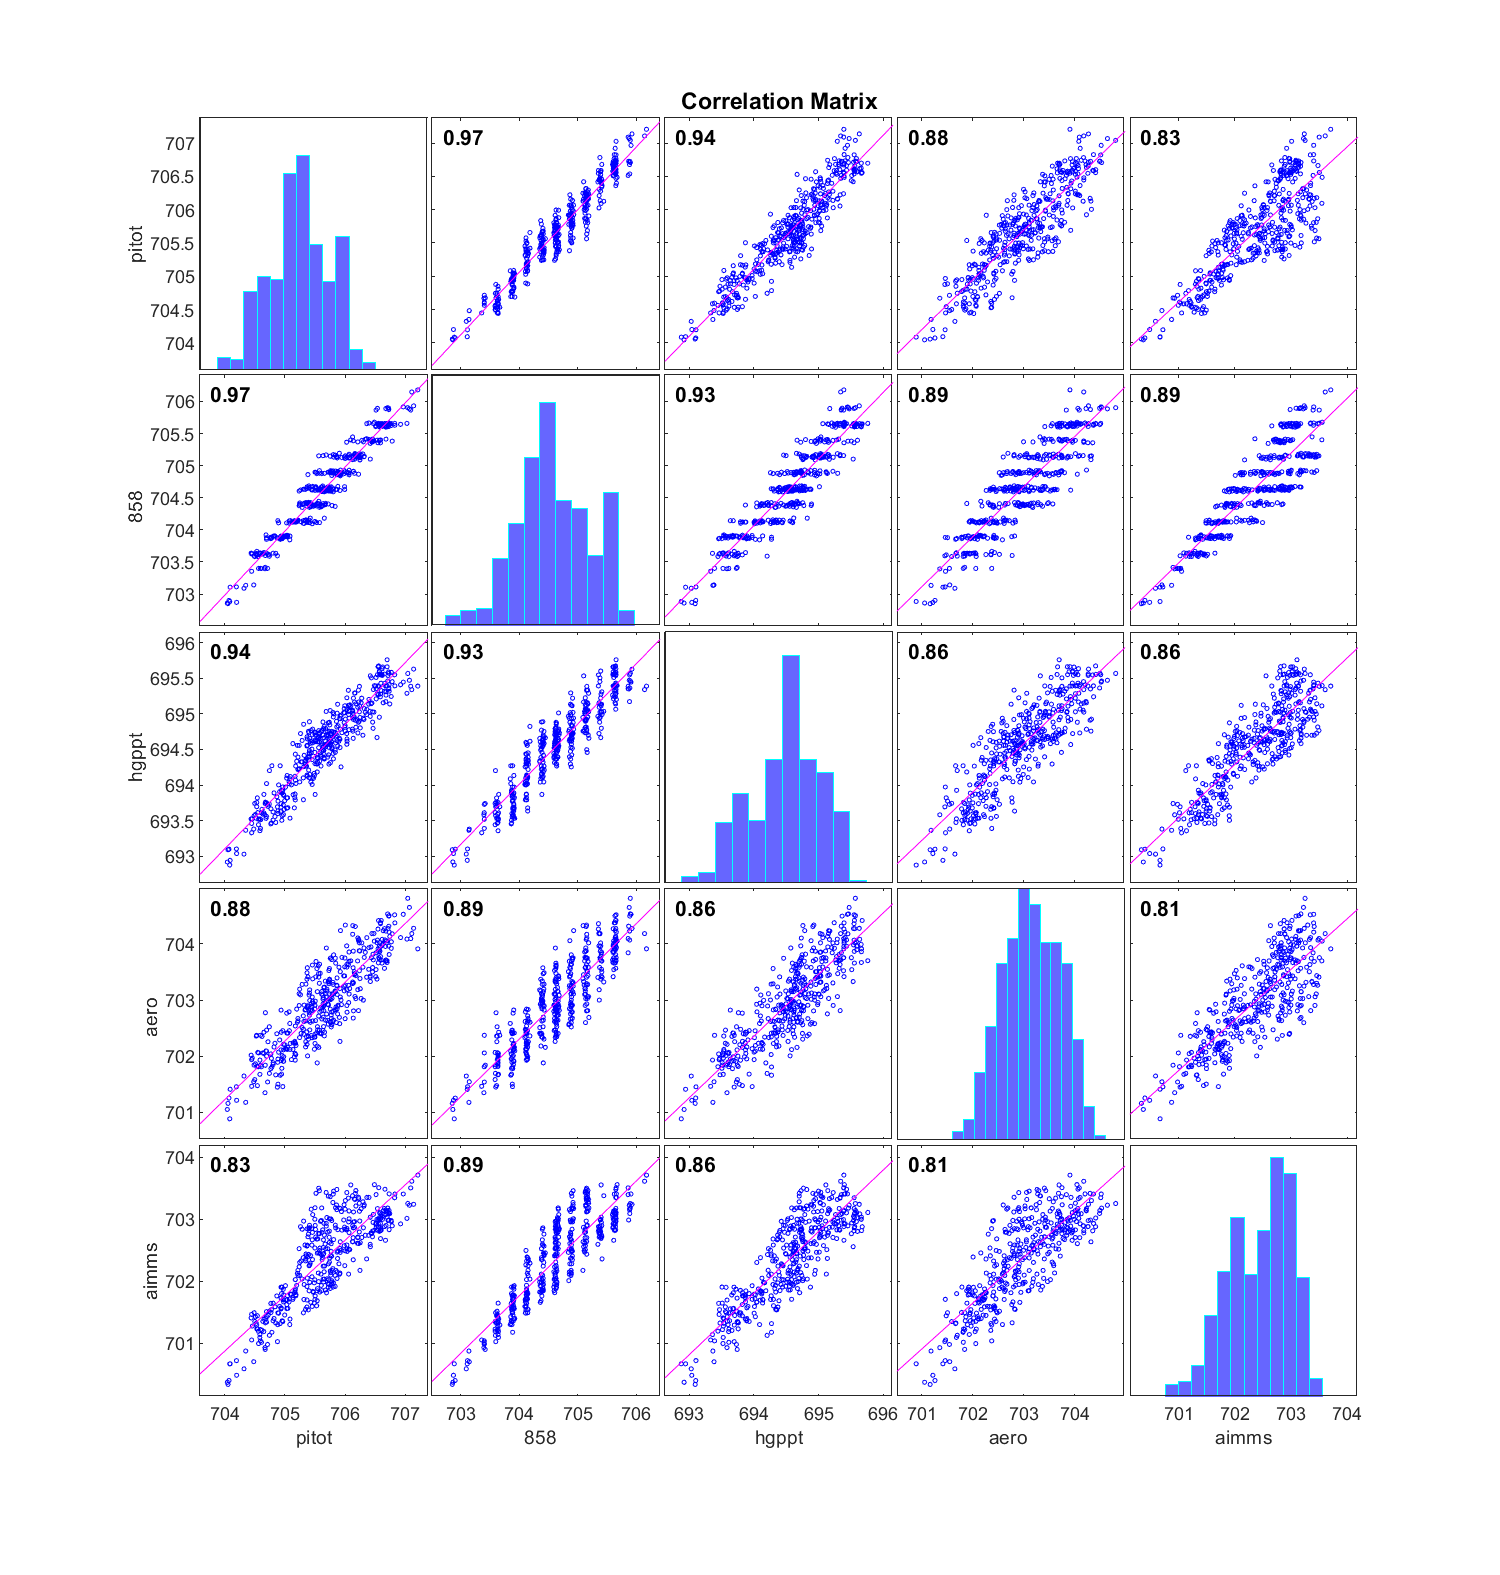 Correlation Matrix
0.97 0.94 0.88 0.83
707
706.5
706
705.5
705
704.5
704
pitot
0.97 0.93 0.89 0.89
706
705.5
705
704.5
704
703.5
703
858
0.94 0.93 0.86 0.86
696
695.5
695
694.5
694
693.5
693
hgppt
0.88 0.89 0.86 0.81
704
703
702
701
aero
0.83 0.89 0.86 0.81
704
703
702
701
aimms
704 705 706 707 703 704 705 706 693 694 695 696 701 702 703 704 701 702 703 704
pitot 858 hgppt aero aimms